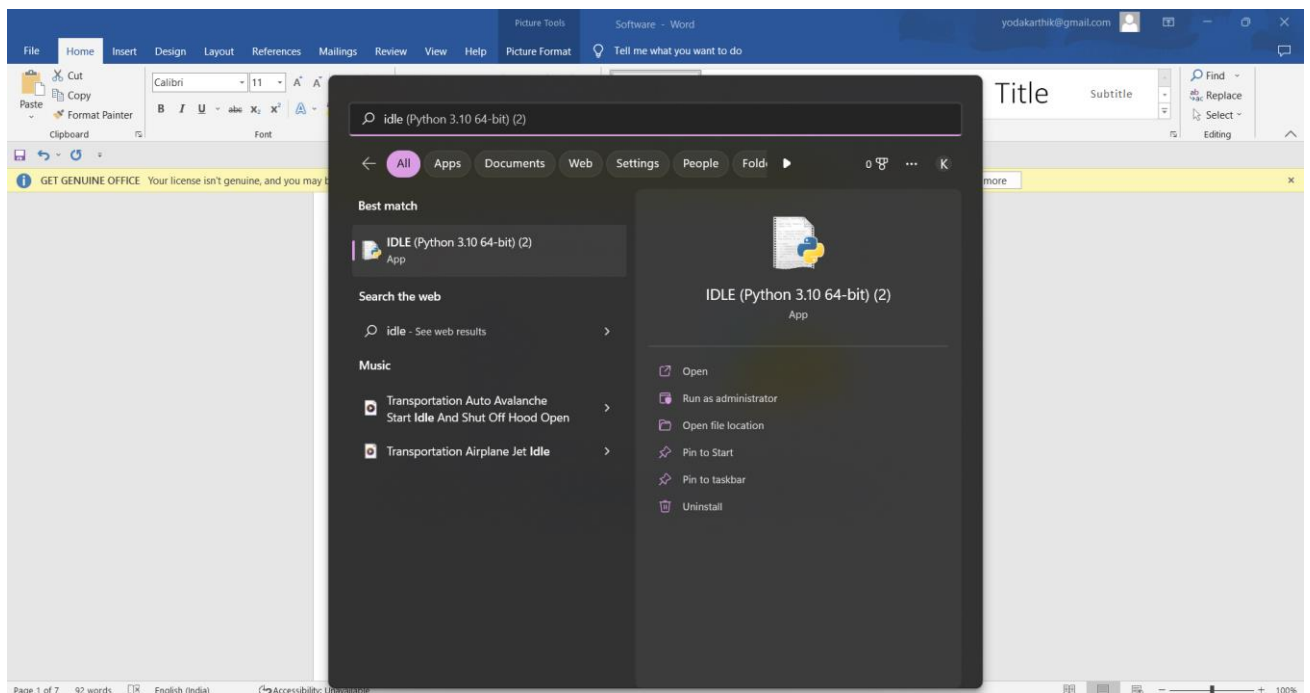 Picture Tools
Software - Word
yodakarthik@gmail.com
File Home Insert Design Layout References Mailings Review View Help Picture Format Tell me what you want to do
Paste
Cut
Copy
Format Painter
Clipboard
Calibri 11
B I U abc X₂ X² A
Font
Title
Subtitle
Find
Replace
Select
Editing
GET GENUINE OFFICE Your license isn't genuine, and you may
more
idle (Python 3.10 64-bit) (2)
All Apps Documents Web Settings People 0 K
Best match
IDLE (Python 3.10 64-bit) (2)
App
Search the web
idle - See web results
Music
Transportation Auto Avalanche
Start Idle And Shut Off Hood Open
Transportation Airplane Jet Idle
IDLE (Python 3.10 64-bit) (2)
App
Open
Run as administrator
Open file location
Pin to Start
Pin to taskbar
Uninstall
Page 1 of 7 92 words English (India) Accessibility: Unavailable 100%